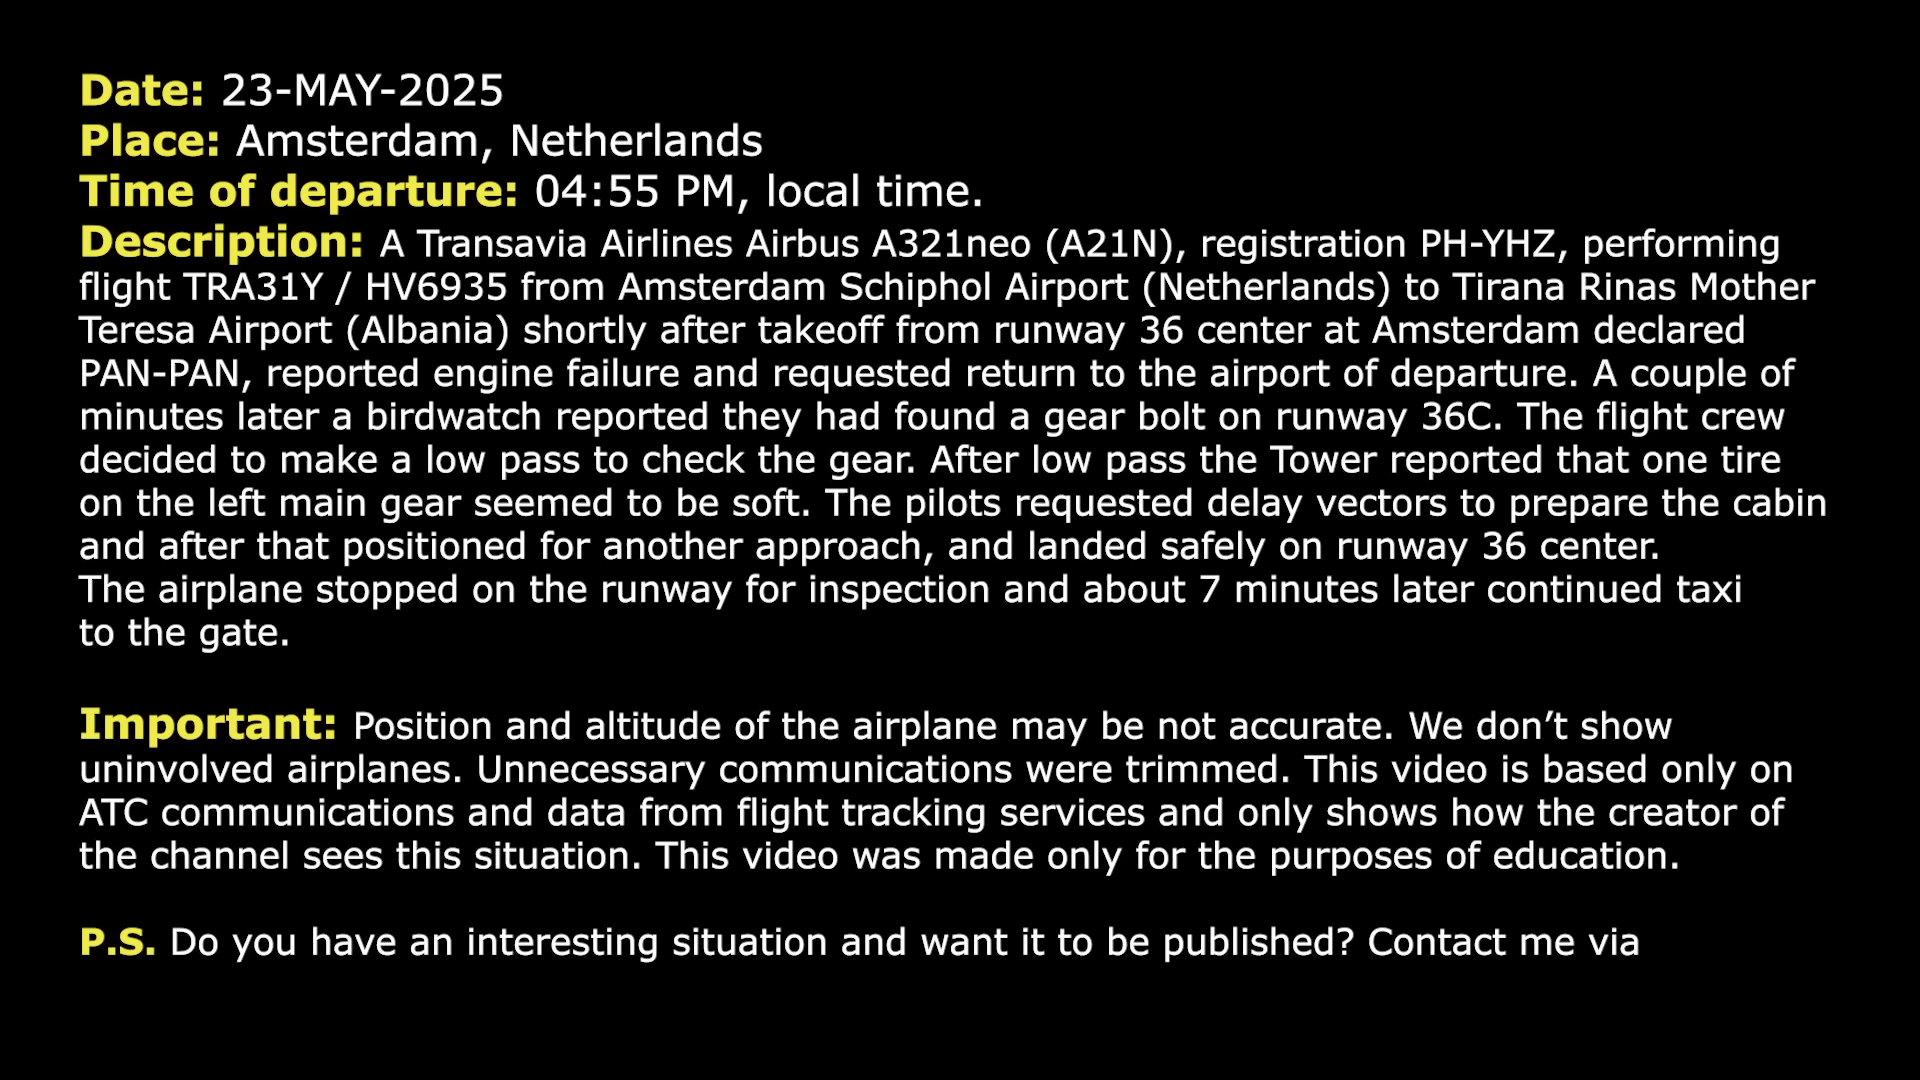 Date: 23-MAY-2025
Place: Amsterdam, Netherlands
Time of departure: 04:55 PM, local time.
Description: A Transavia Airlines Airbus A321neo (A21N), registration PH-YHZ, performing
flight TRA31Y / HV6935 from Amsterdam Schiphol Airport (Netherlands) to Tirana Rinas Mother
Teresa Airport (Albania) shortly after takeoff from runway 36 center at Amsterdam declared
PAN-PAN, reported engine failure and requested return to the airport of departure. A couple of
minutes later a birdwatch reported they had found a gear bolt on runway 36C. The flight crew
decided to make a low pass to check the gear. After low pass the Tower reported that one tire
on the left main gear seemed to be soft. The pilots requested delay vectors to prepare the cabin
and after that positioned for another approach, and landed safely on runway 36 center.
The airplane stopped on the runway for inspection and about 7 minutes later continued taxi
to the gate.
Important: Position and altitude of the airplane may be not accurate. We don’t show
uninvolved airplanes. Unnecessary communications were trimmed. This video is based only on
ATC communications and data from flight tracking services and only shows how the creator of
the channel sees this situation. This video was made only for the purposes of education.
P.S. Do you have an interesting situation and want it to be published? Contact me via